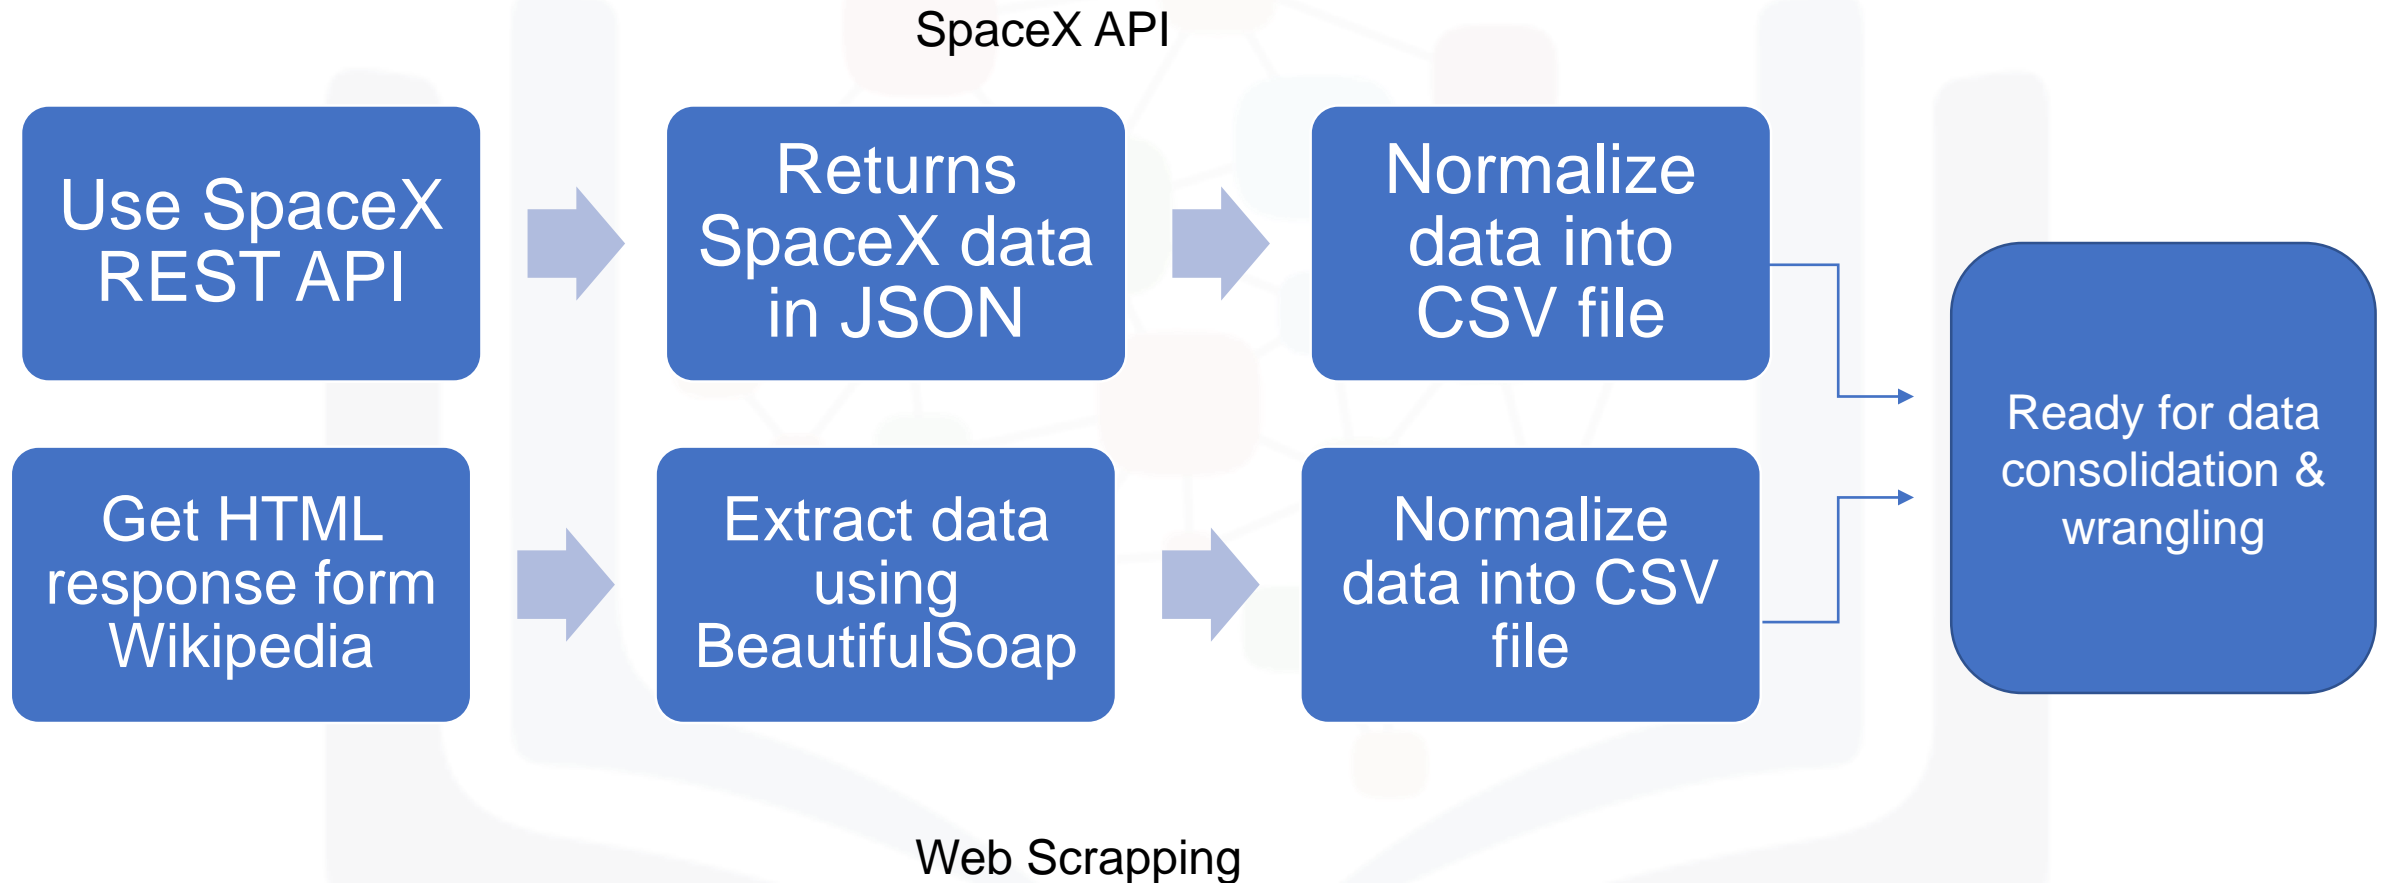 SpaceX API
Use SpaceX
REST API
Returns
SpaceX data
in JSON
Normalize
data into
CSV file
Get HTML
response form
Wikipedia
Extract data
using
BeautifulSoap
Normalize
data into CSV
file
Ready for data
consolidation &
wrangling
Web Scrapping